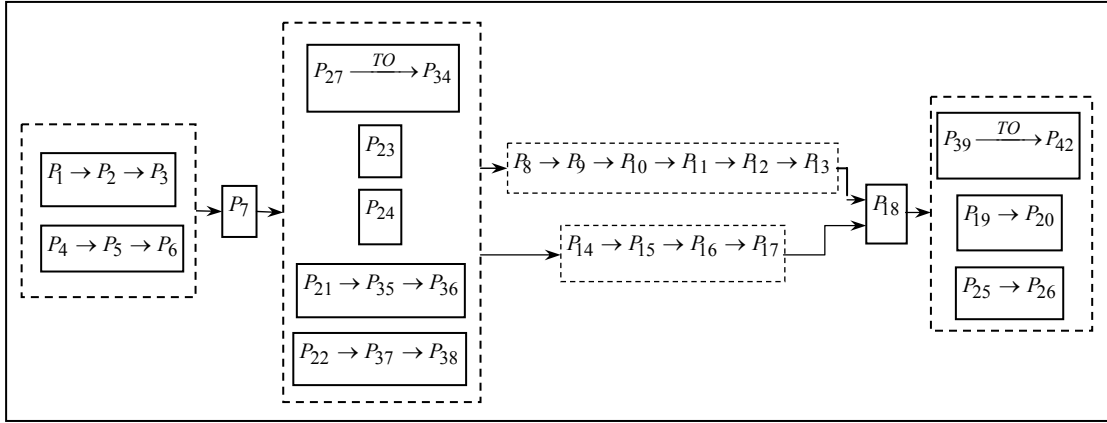 P1 → P2 → P3
P4 → P5 → P6
P7
P27 TO→ P34
P23
P24
P21 → P35 → P36
P22 → P37 → P38
P8 → P9 → P10 → P11 → P12 → P13
P14 → P15 → P16 → P17
P18
P39 TO→ P42
P19 → P20
P25 → P26